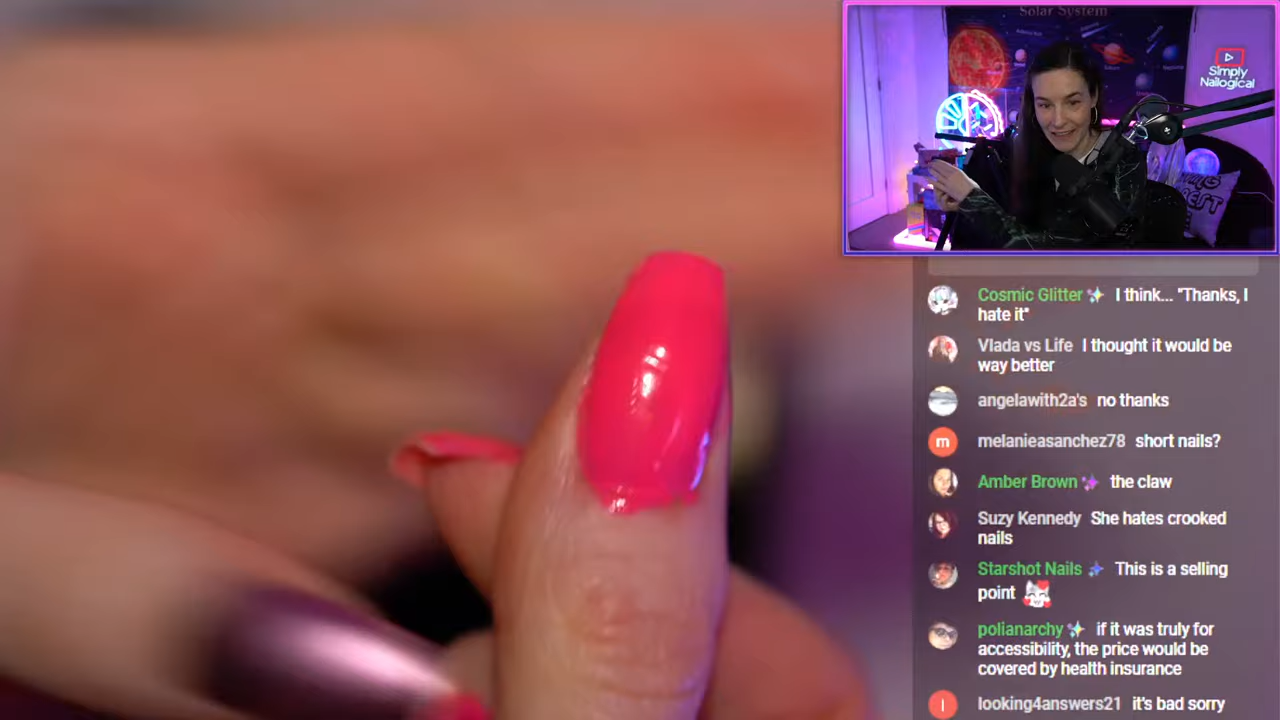 Solar System
Simply
Nailogical
Cosmic Glitter I think... "Thanks, I
hate it"
Vlada vs Life I thought it would be
way better
angelawith2a's no thanks
m melanieasanchez78 short nails?
Amber Brown the claw
Suzy Kennedy She hates crooked
nails
Starshot Nails This is a selling
point
polianarchy if it was truly for
accessibility, the price would be
covered by health insurance
l looking4answers21 it's bad sorry